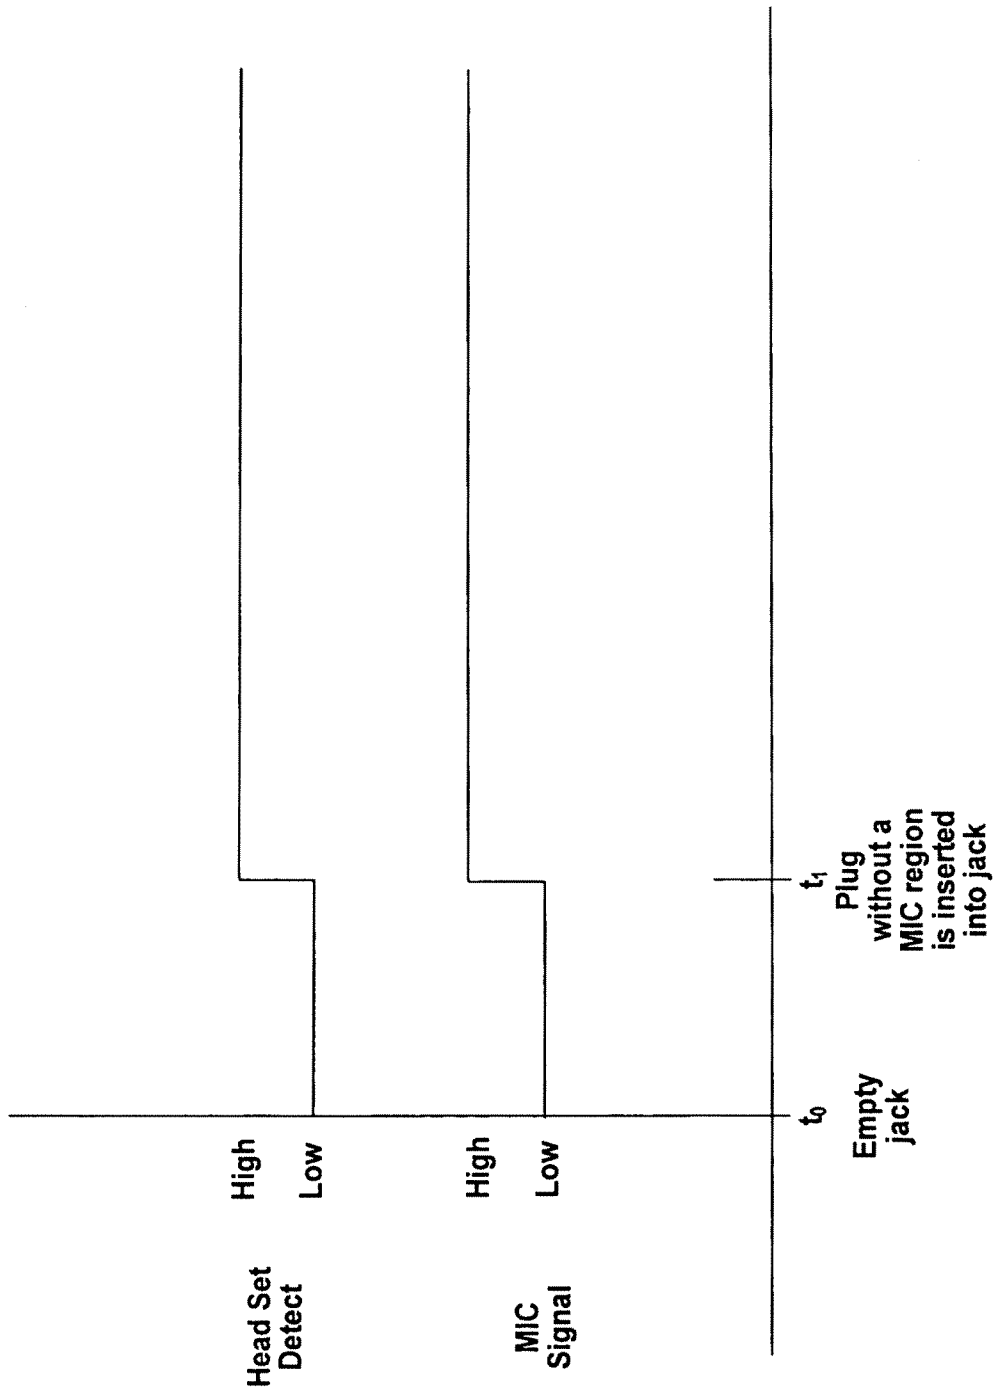 Head Set
Detect
High
Low
MIC
Signal
High
Low
t0
Empty
jack
t1
Plug
without a
MIC region
is inserted
into jack